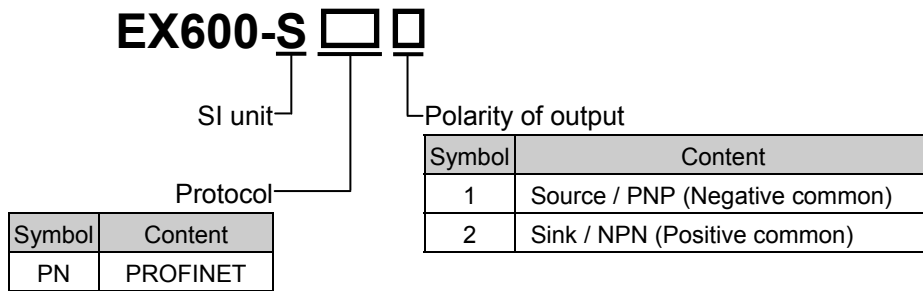 EX600-S
SI unit
Polarity of output
Symbol Content
1 Source / PNP (Negative common)
2 Sink / NPN (Positive common)
Protocol
Symbol Content
PN PROFINET